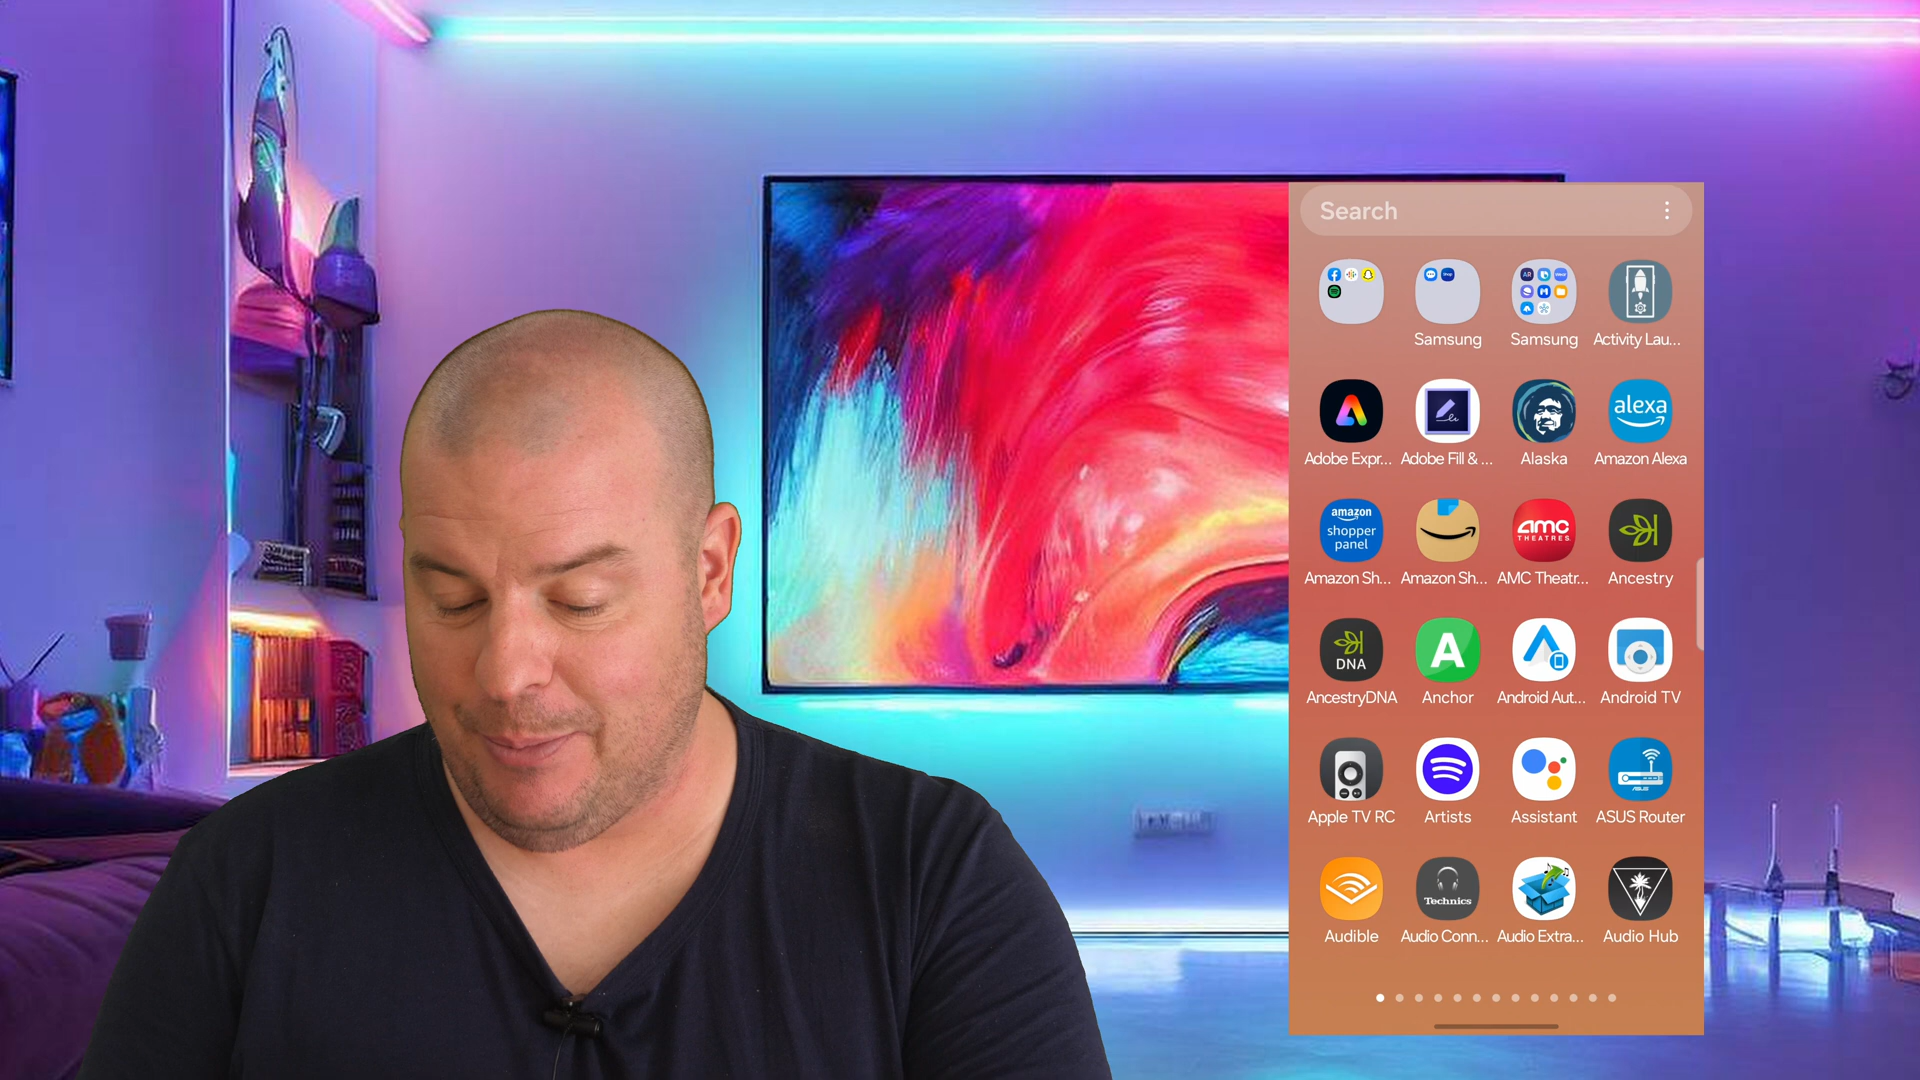 Search
Samsung
Samsung
Activity Lau...
alexa
Adobe Expr...
Adobe Fill & ...
Alaska
Amazon Alexa
amazon
shopper
panel
amc
THEATRES
Amazon Sh...
Amazon Sh...
AMC Theatr...
Ancestry
DNA
A
AncestryDNA
Anchor
Android Aut...
Android TV
ASUS
Apple TV RC
Artists
Assistant
ASUS Router
Technics
Audible
Audio Conn...
Audio Extra...
Audio Hub